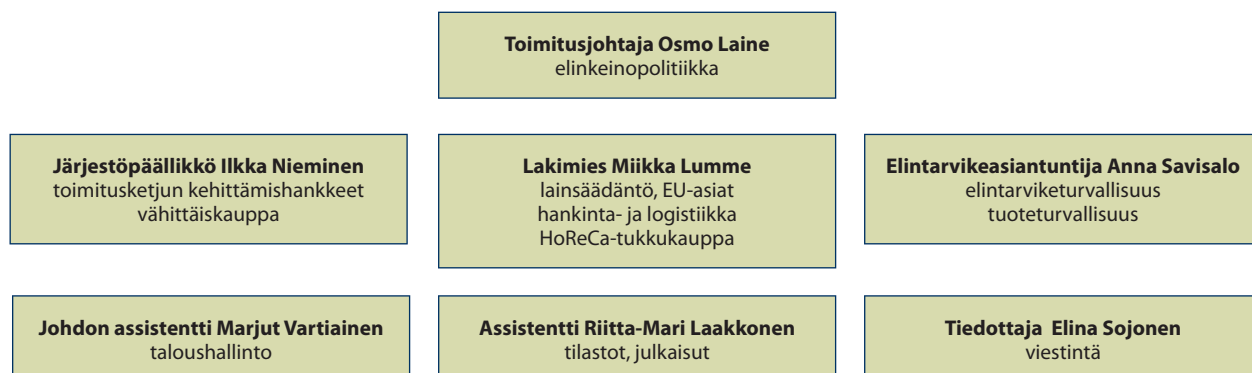 Toimitusjohtaja Osmo Laine
elinkeinopolitiikka
Järjestöpäällikkö Ilkka Nieminen
toimitusketjun kehittämishankkeet
vähittäiskauppa
Lakimies Miikka Lumme
lainsäädäntö, EU-asiat
hankinta- ja logistiikka
HoReCa-tukkukauppa
Elintarvikeasiantuntija Anna Savisalo
elintarviketurvallisuus
tuoteturvallisuus
Johdon assistentti Marjut Vartiainen
taloushallinto
Assistentti Riitta-Mari Laakkonen
tilastot, julkaisut
Tiedottaja Elina Sojonen
viestintä